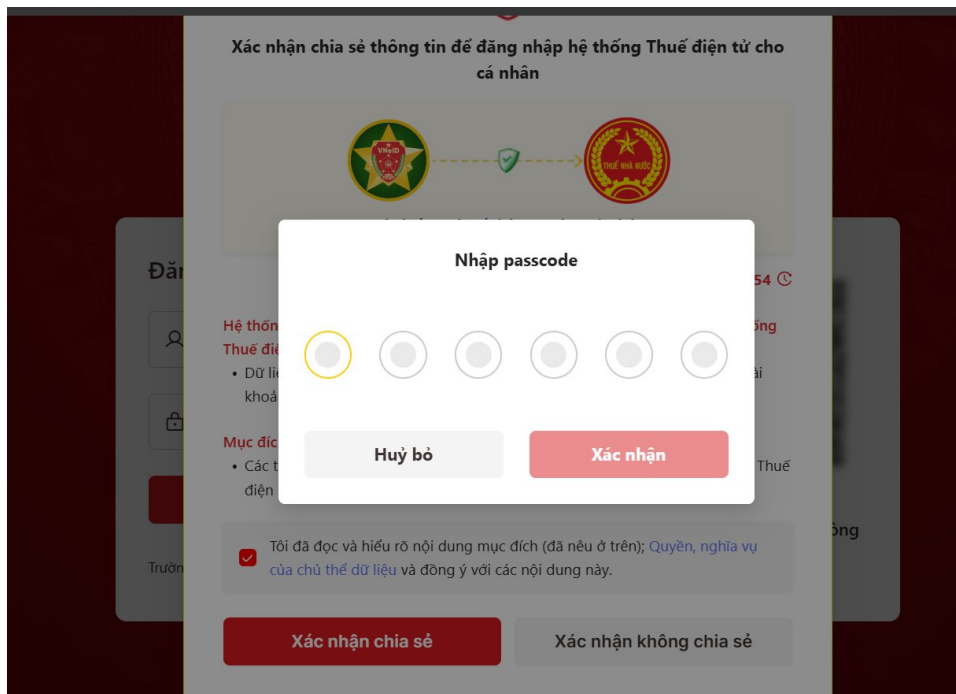 Xác nhận chia sẻ thông tin để đăng nhập hệ thống Thuế điện tử cho
cá nhân
VNeID
THUẾ NHÀ NƯỚC
Nhập passcode
54
Hệ thốn
ống
Thuế điệ
• Dữ liệ
ài
khoả
Mục đíc
• Các t
Thuế
điện
Huỷ bỏ
Xác nhận
Tôi đã đọc và hiểu rõ nội dung mục đích (đã nêu ở trên); Quyền, nghĩa vụ
của chủ thể dữ liệu và đồng ý với các nội dung này.
Xác nhận chia sẻ
Xác nhận không chia sẻ
Đăn
Trườn
òng